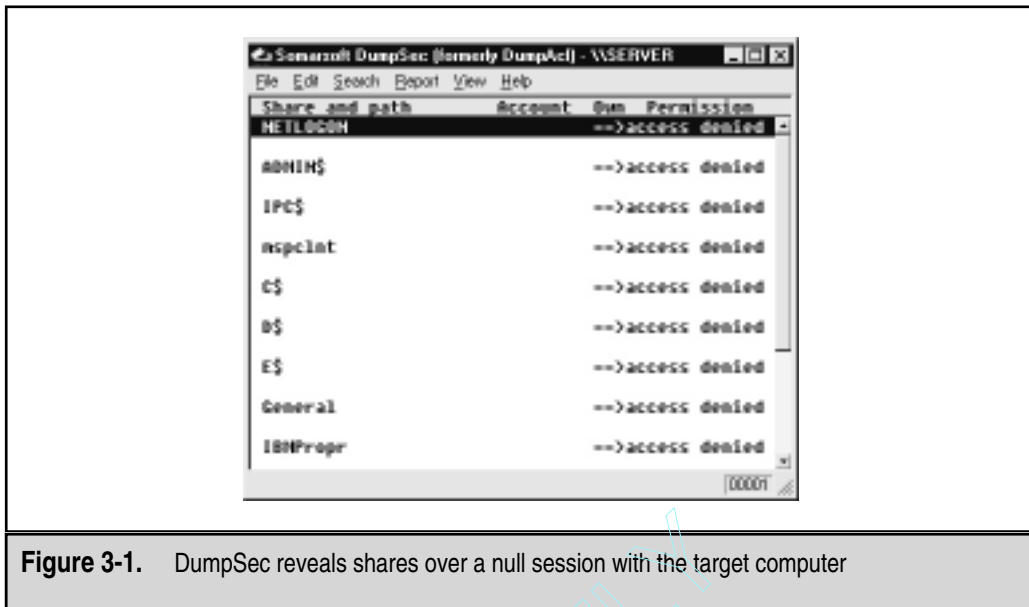 Somarsoft DumpSec (formerly DumpAcl) - \\SERVER
File Edit Search Report View Help
Share and path Account Own Permission
NETLOGON ==>access denied
ADMIN$ ==>access denied
IPC$ ==>access denied
mspclnt ==>access denied
C$ ==>access denied
D$ ==>access denied
E$ ==>access denied
General ==>access denied
IBMPropr ==>access denied
00001
Figure 3-1. DumpSec reveals shares over a null session with the target computer